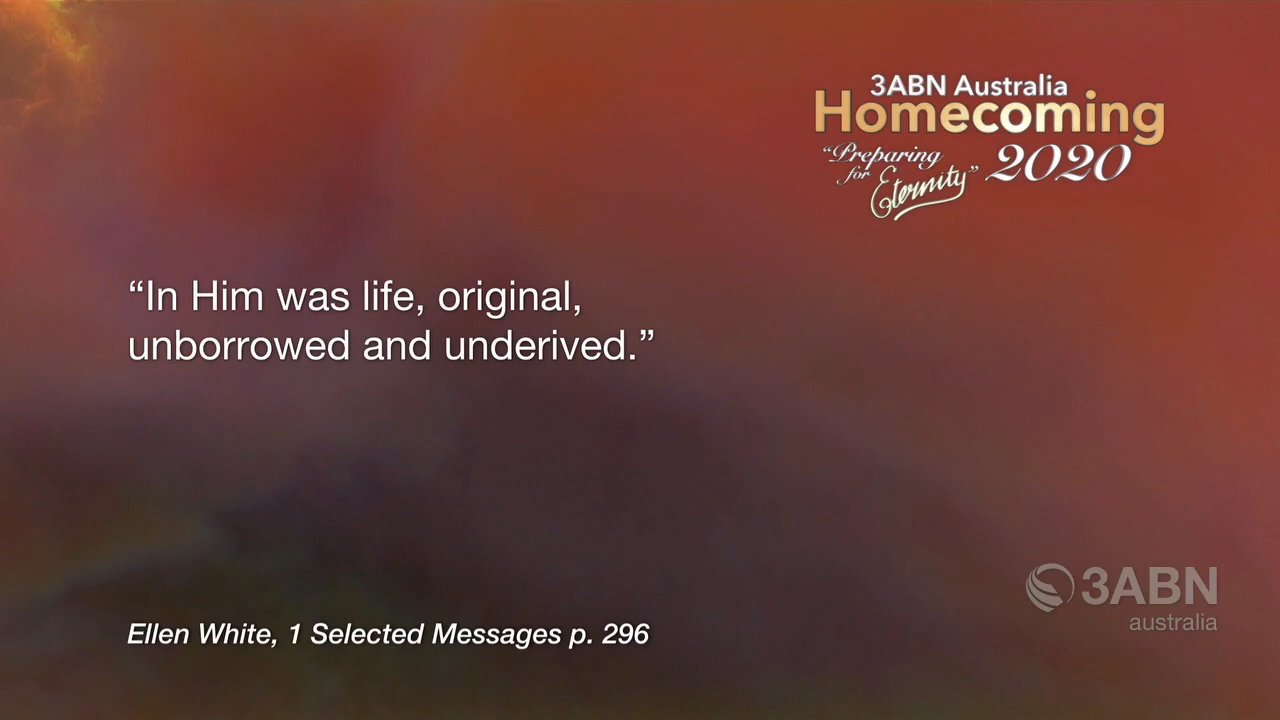 3ABN Australia
Homecoming
“Preparing
for Eternity” 2020
“In Him was life, original,
unborrowed and underived.”
Ellen White, 1 Selected Messages p. 296
3ABN
australia